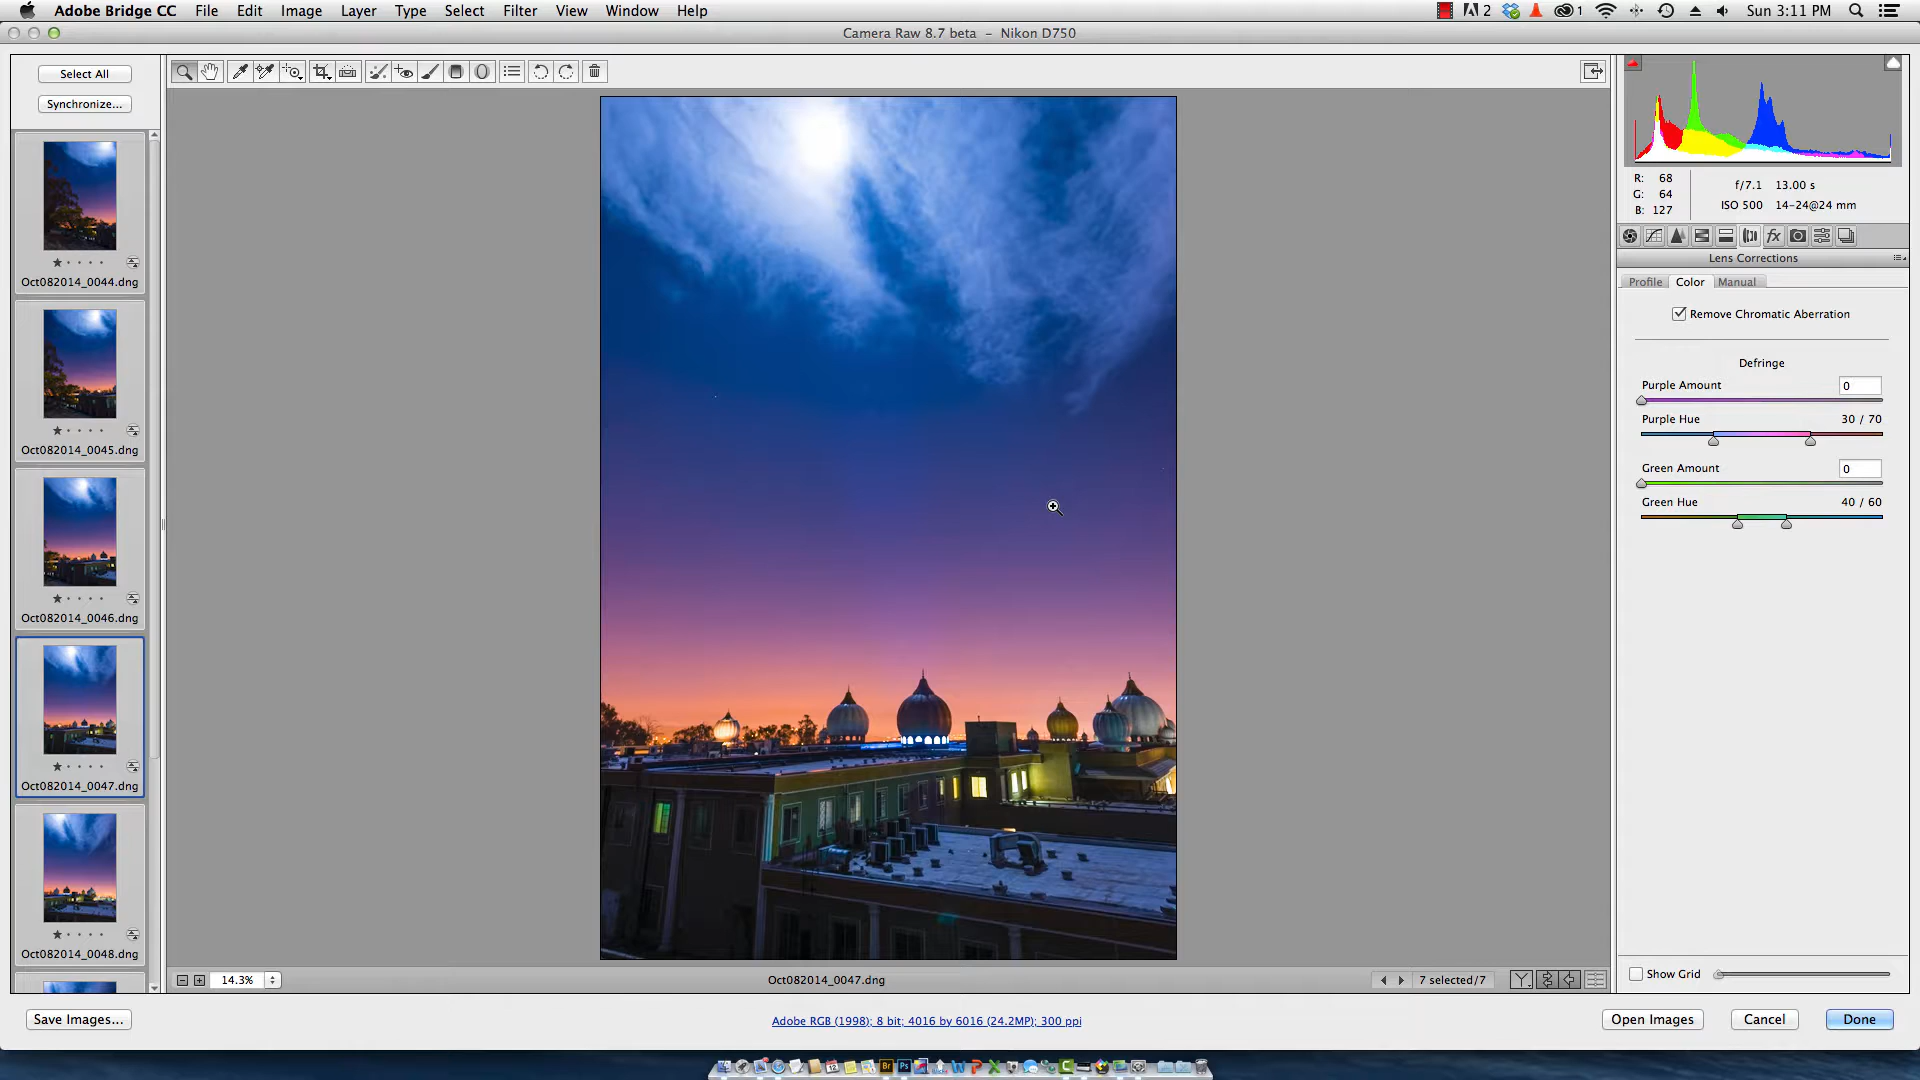 Adobe Bridge CC File Edit Image Layer Type Select Filter View Window Help 2 1 Sun 3:11 PM
Camera Raw 8.7 beta - Nikon D750
Select All
Synchronize...
Oct082014_0044.dng
Oct082014_0045.dng
Oct082014_0046.dng
Oct082014_0047.dng
Oct082014_0048.dng
14.3%
Oct082014_0047.dng
7 selected/7
R: 68
G: 64
B: 127
f/7.1 13.00 s
ISO 500 14-24@24 mm
Lens Corrections
Profile Color Manual
Remove Chromatic Aberration
Defringe
Purple Amount 0
Purple Hue 30 / 70
Green Amount 0
Green Hue 40 / 60
Show Grid
Save Images...
Adobe RGB (1998); 8 bit; 4016 by 6016 (24.2MP); 300 ppi
Open Images Cancel Done